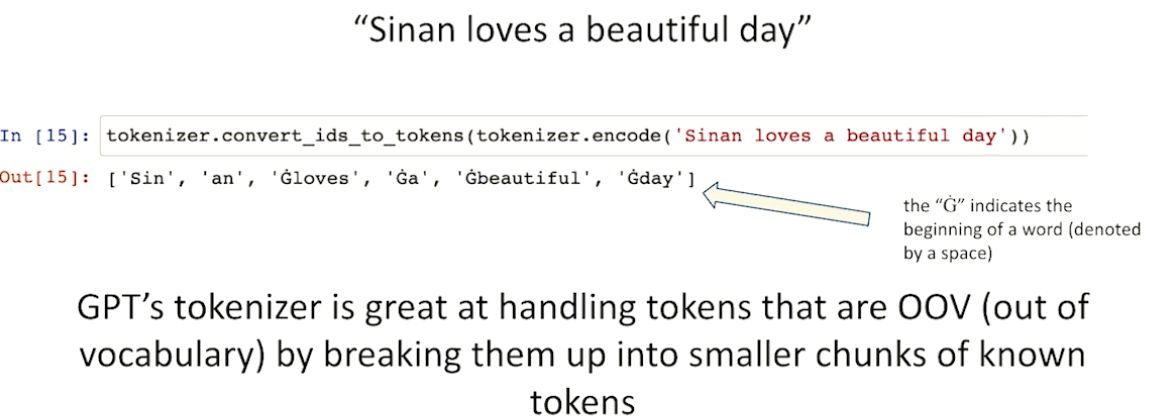 “Sinan loves a beautiful day”
In [15]: tokenizer.convert_ids_to_tokens(tokenizer.encode('Sinan loves a beautiful day'))
Out[15]: ['Sin', 'an', 'Ġloves', 'Ġa', 'Ġbeautiful', 'Ġday']
the “Ġ” indicates the
beginning of a word (denoted
by a space)
GPT’s tokenizer is great at handling tokens that are OOV (out of
vocabulary) by breaking them up into smaller chunks of known
tokens